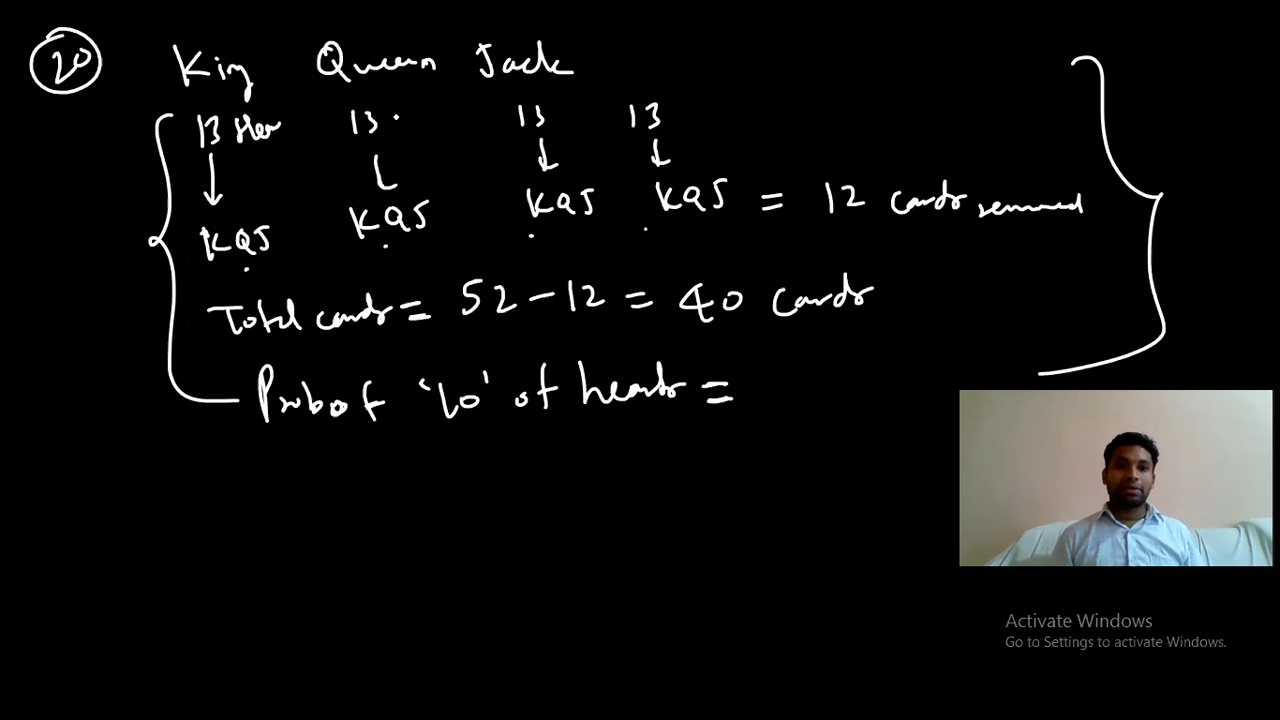 20 King Queen Jack
13 13 13 13
KQJ KQJ KQJ KQJ = 12 cards removed
Total cards = 52 - 12 = 40 cards
Prob of '10' of hearts =
Activate Windows
Go to Settings to activate Windows.